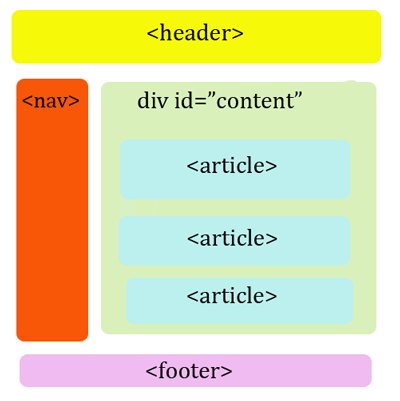 <header>
<nav>
div id=”content”
<article>
<article>
<article>
<footer>